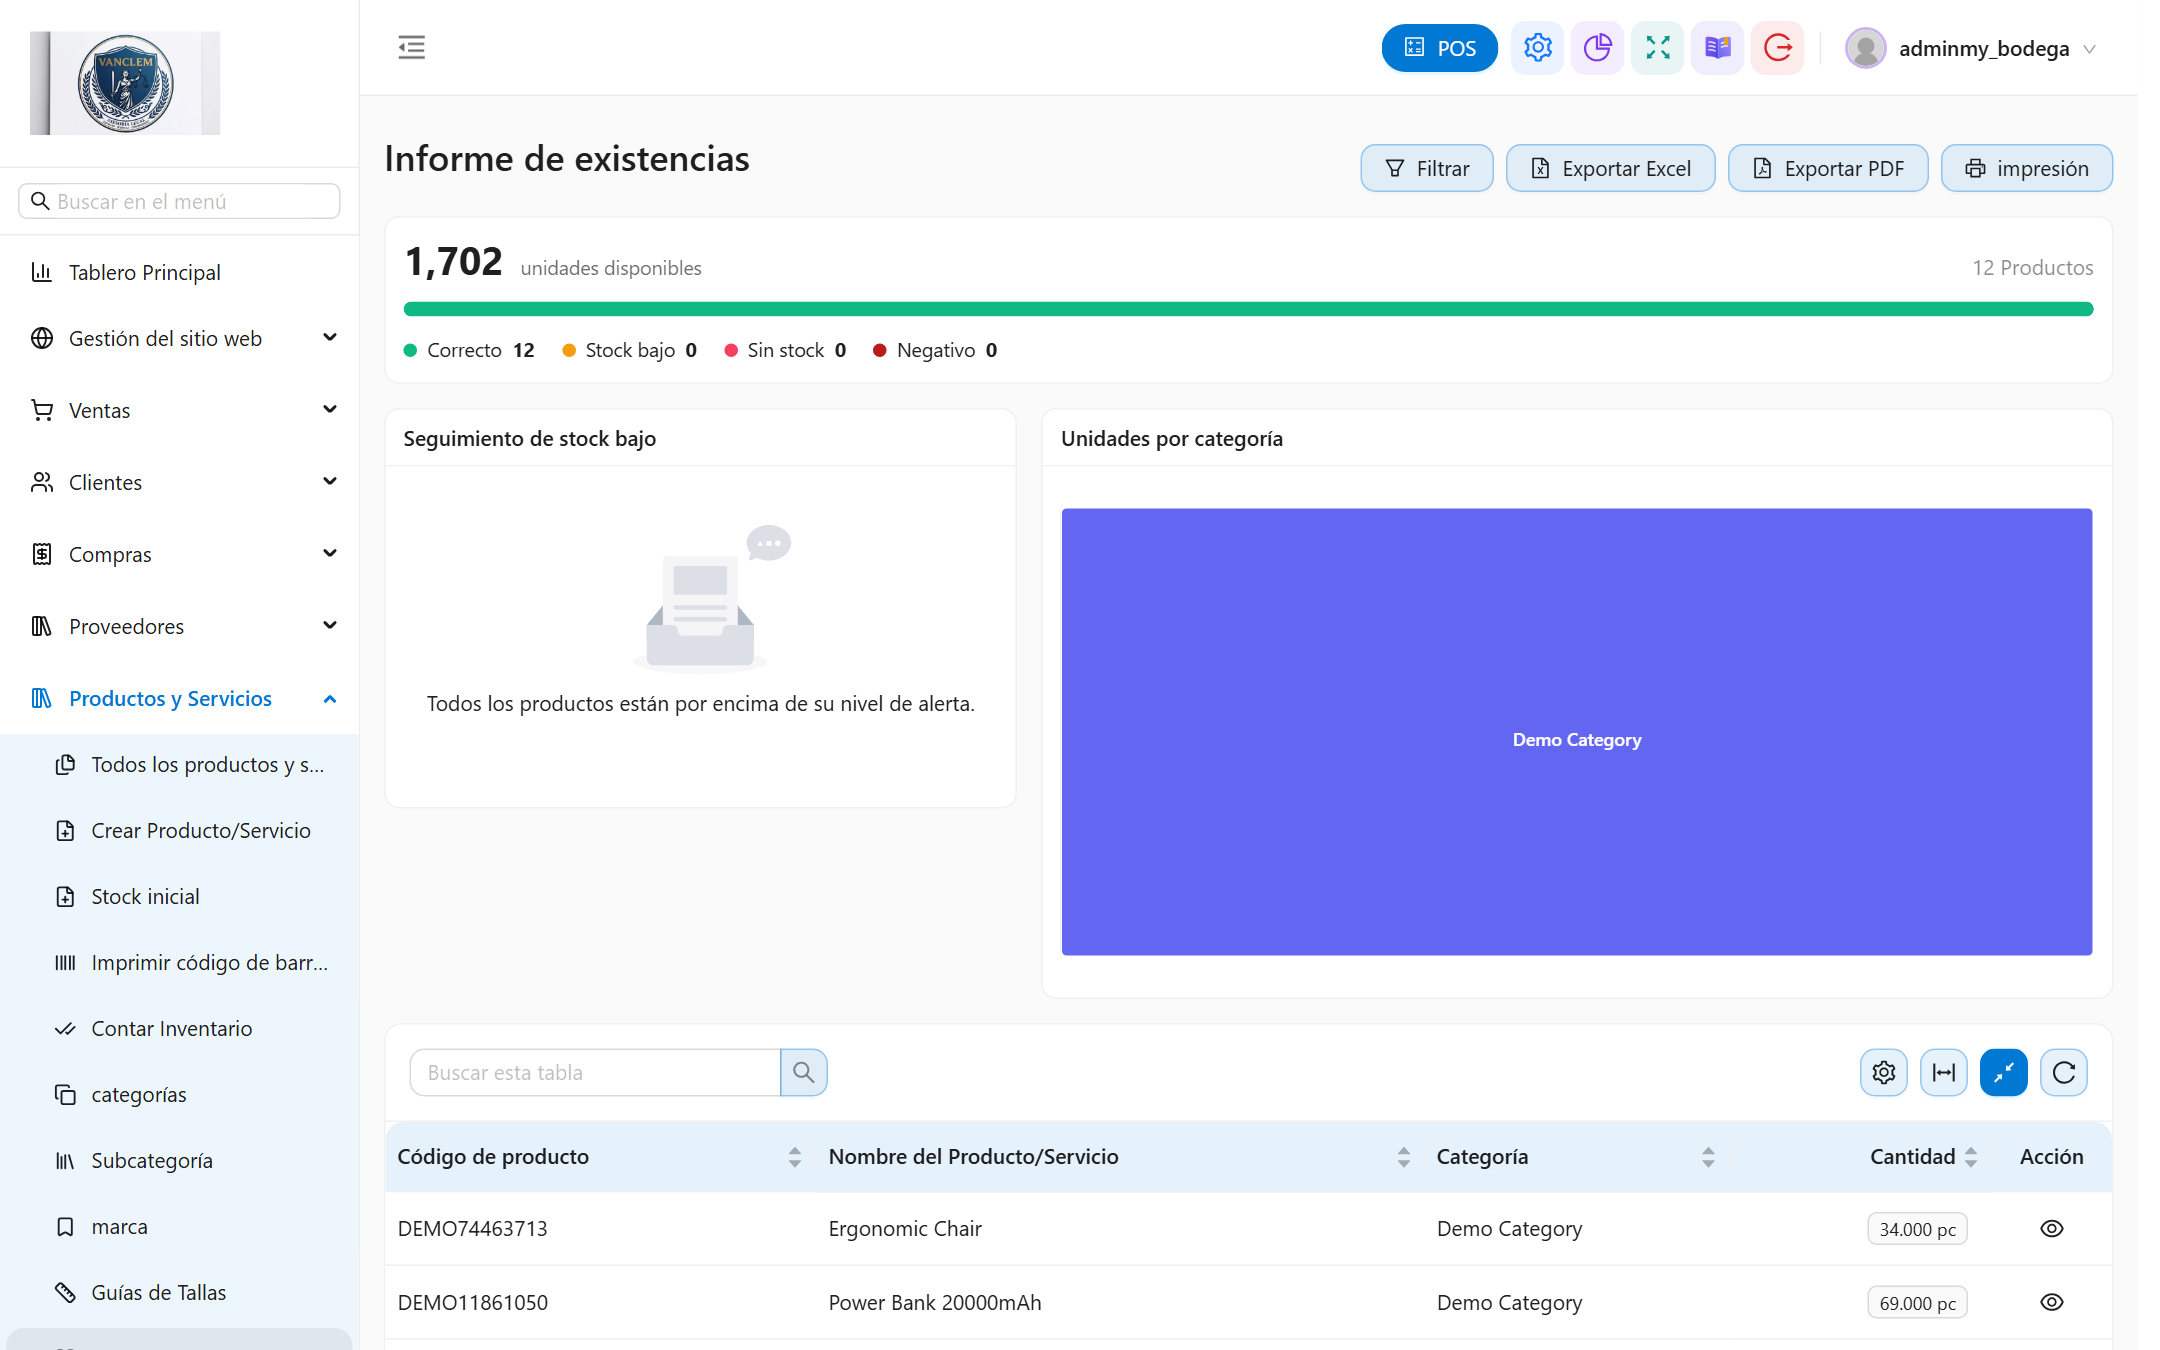 VANCLEM
ASESORÍA LEGAL
Buscar en el menú
Tablero Principal
Gestión del sitio web
Ventas
Clientes
Compras
Proveedores
Productos y Servicios
Todos los productos y s...
Crear Producto/Servicio
Stock inicial
Imprimir código de barr...
Contar Inventario
categorías
Subcategoría
marca
Guías de Tallas
POS
adminmy_bodega
Informe de existencias
Filtrar
Exportar Excel
Exportar PDF
impresión
1,702 unidades disponibles
12 Productos
Correcto 12
Stock bajo 0
Sin stock 0
Negativo 0
Seguimiento de stock bajo
Todos los productos están por encima de su nivel de alerta.
Unidades por categoría
Demo Category
Buscar esta tabla
Código de producto Nombre del Producto/Servicio Categoría Cantidad Acción
DEMO74463713 Ergonomic Chair Demo Category 34.000 pc
DEMO11861050 Power Bank 20000mAh Demo Category 69.000 pc